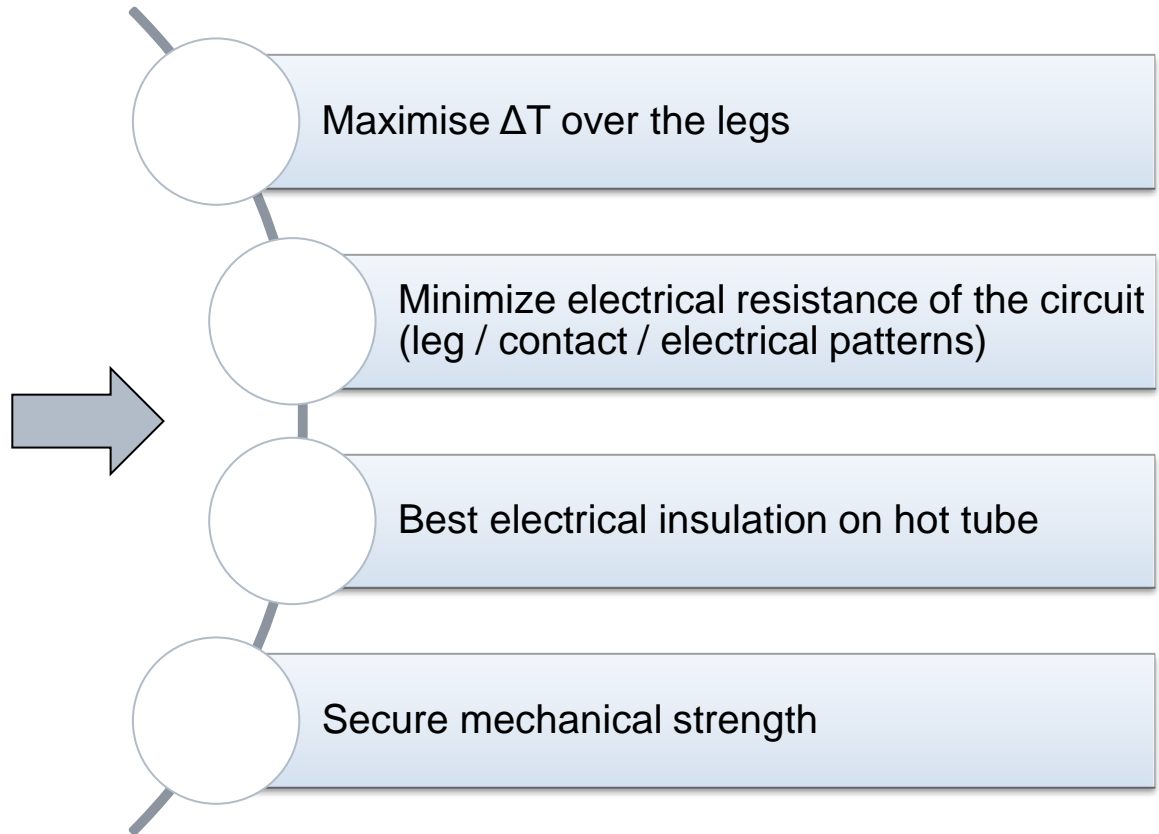 Maximise ΔT over the legs
Minimize electrical resistance of the circuit
(leg / contact / electrical patterns)
Best electrical insulation on hot tube
Secure mechanical strength